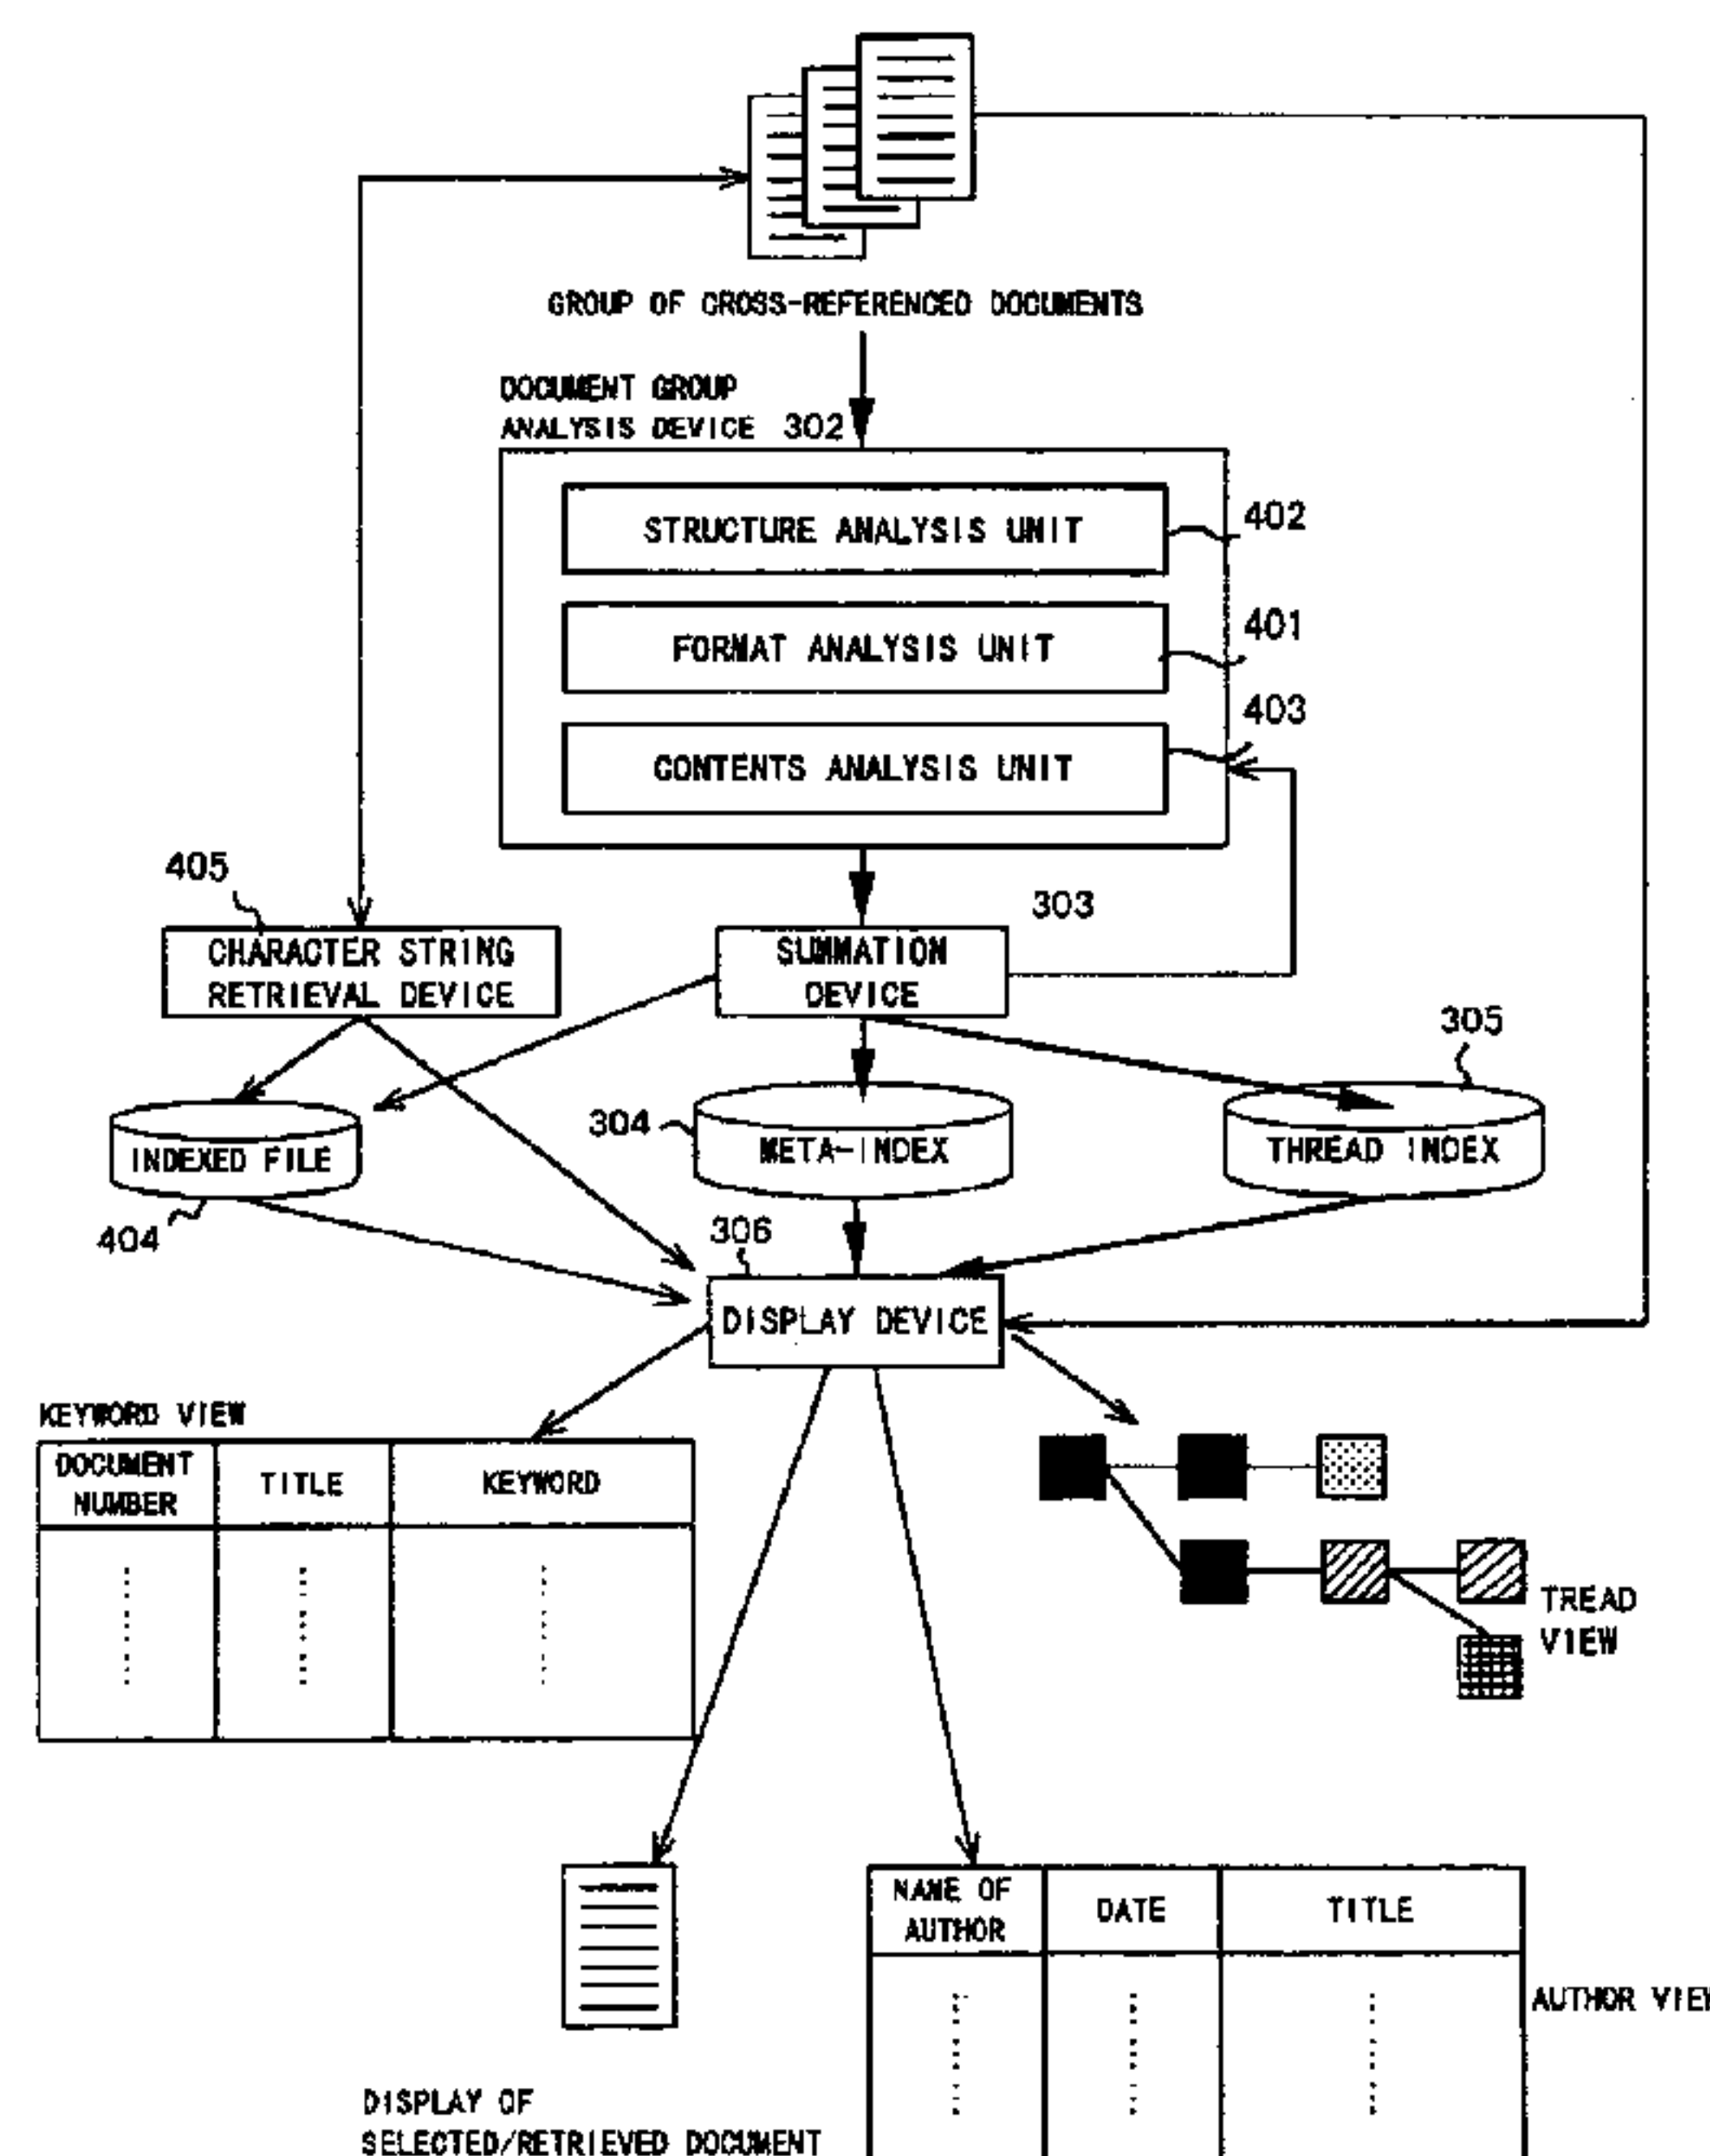 GROUP OF CROSS-REFERENCED DOCUMENTS
DOCUMENT GROUP
ANALYSIS DEVICE 302
STRUCTURE ANALYSIS UNIT
402
FORMAT ANALYSIS UNIT
401
CONTENTS ANALYSIS UNIT
403
405
303
CHARACTER STRING
RETRIEVAL DEVICE
SUMMATION
DEVICE
305
304
INDEXED FILE
META-INDEX
THREAD INDEX
404
306
DISPLAY DEVICE
KEYWORD VIEW
DOCUMENT
NUMBER
TITLE
KEYWORD
TREAD
VIEW
NAME OF
AUTHOR
DATE
TITLE
AUTHOR VIEW
DISPLAY OF
SELECTED/RETRIEVED DOCUMENT